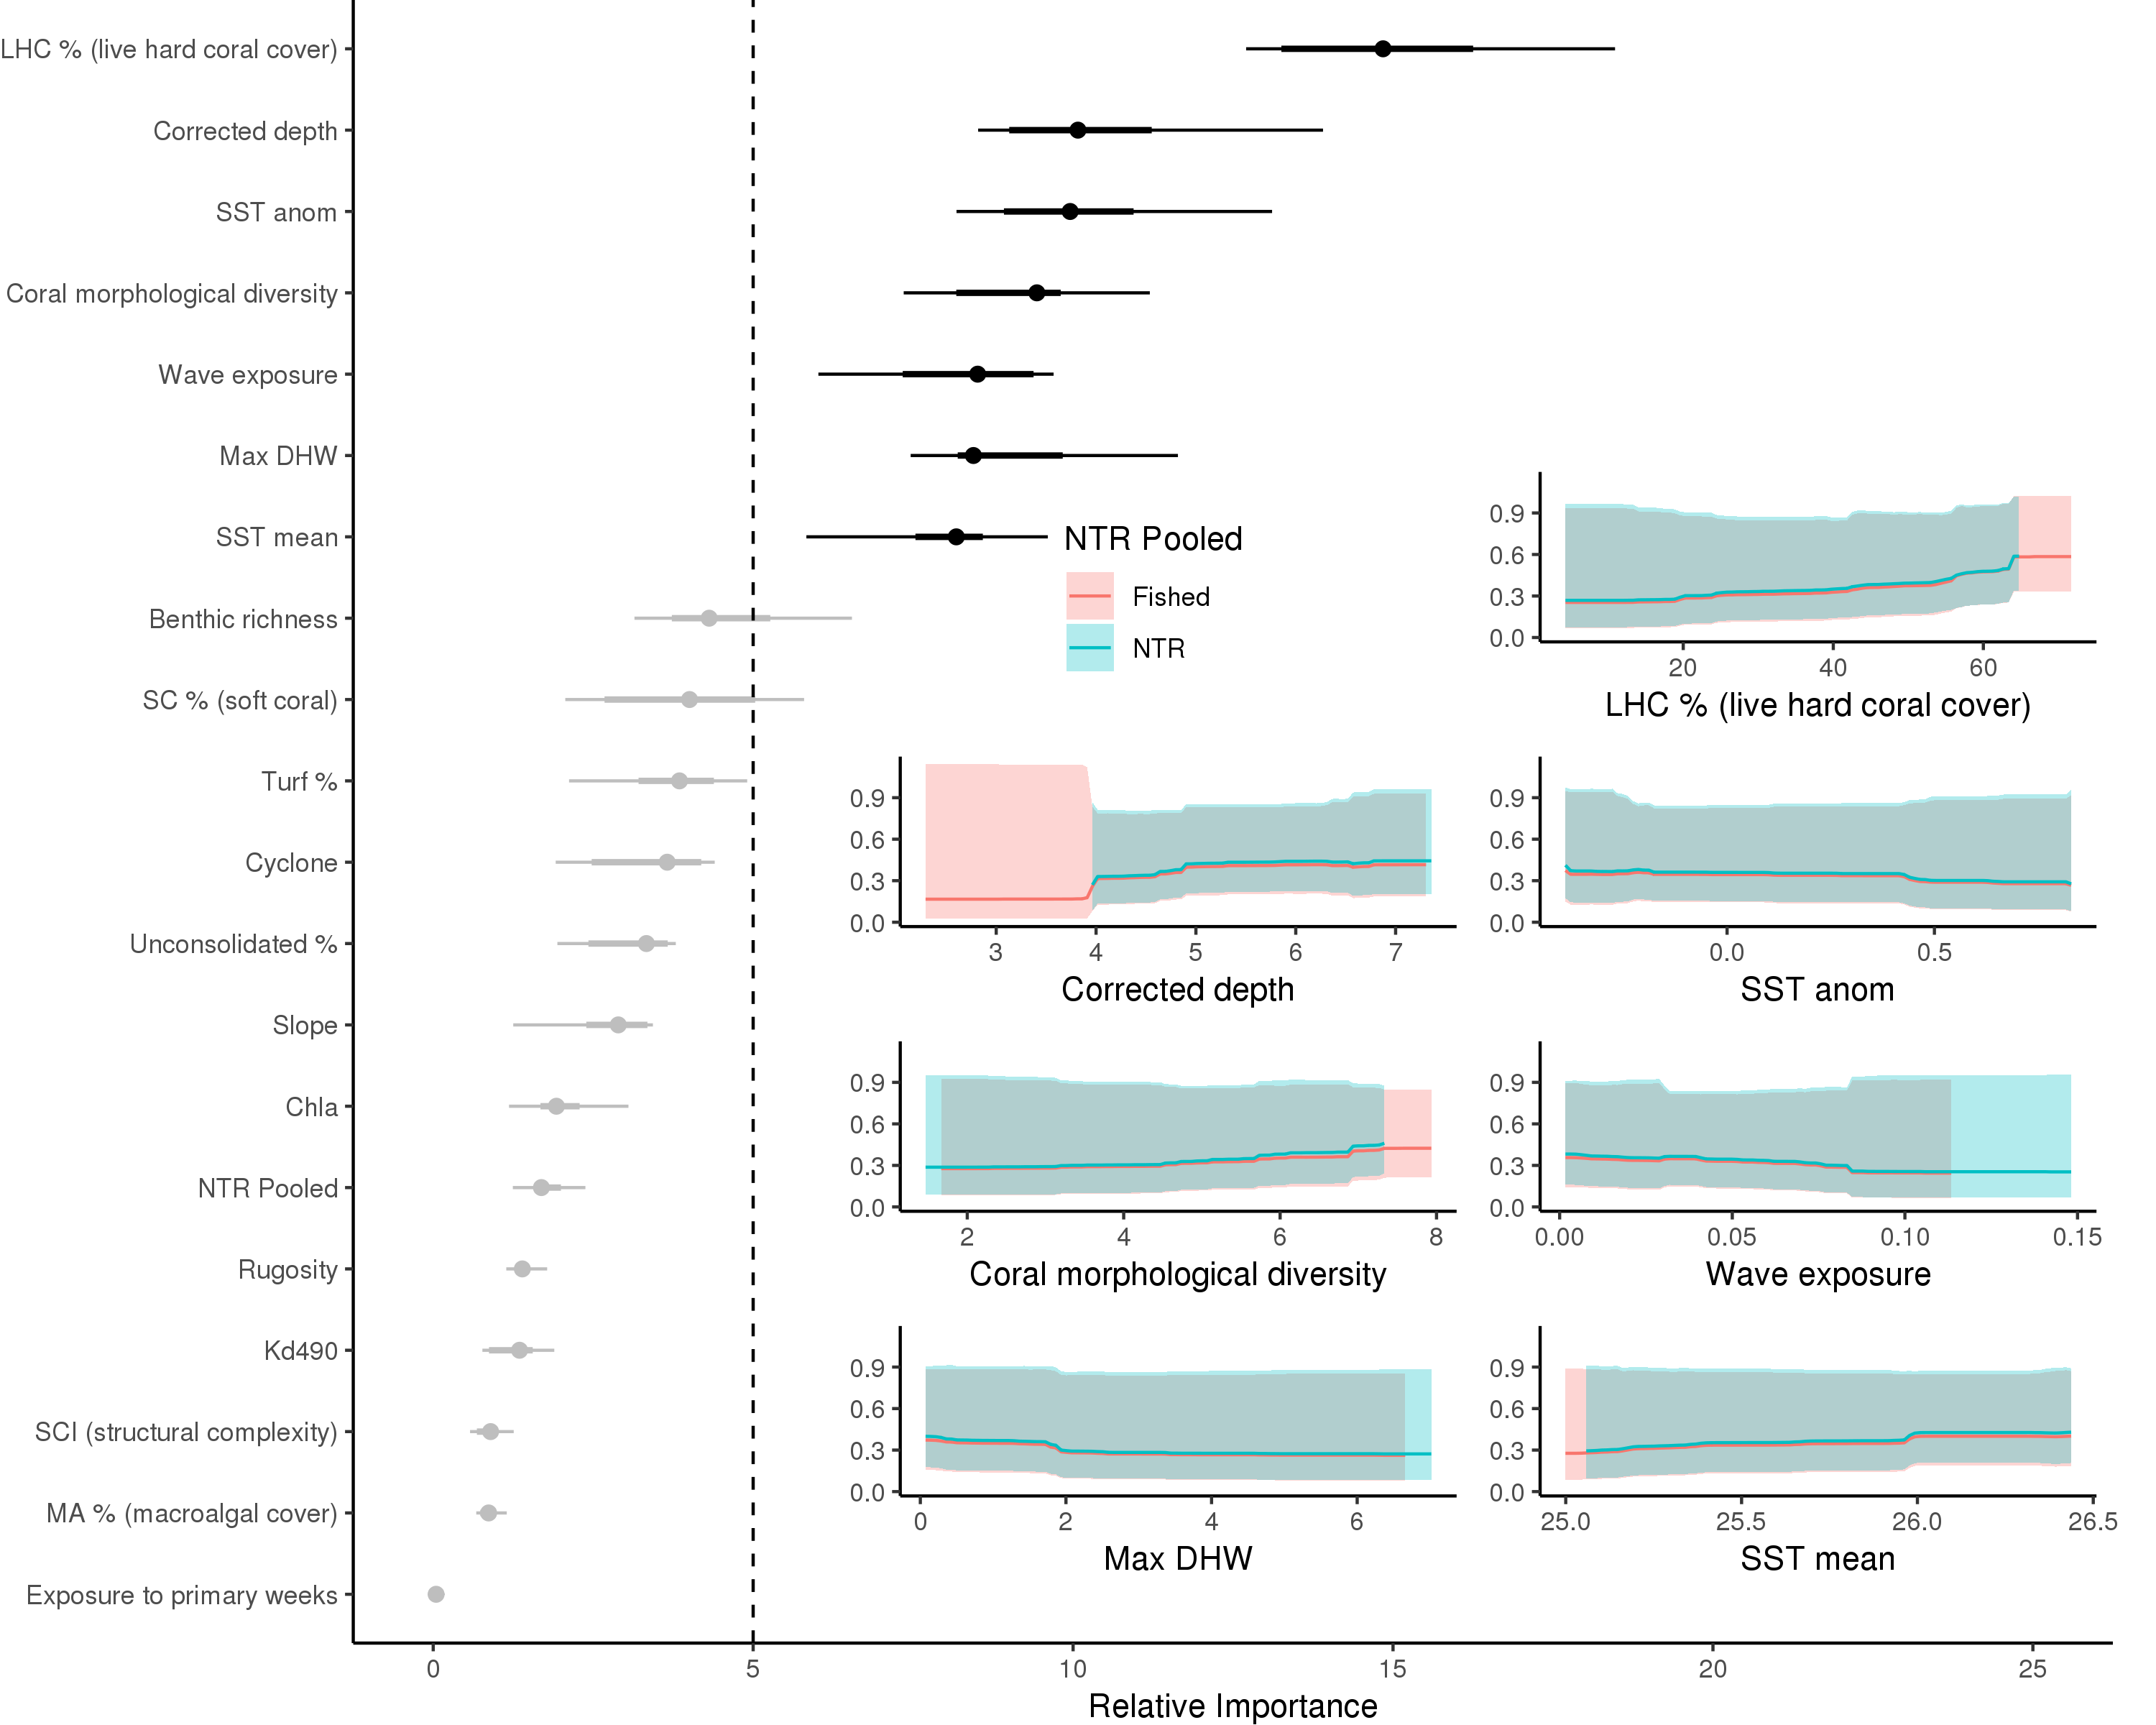 LHC % (live hard coral cover)
Corrected depth
SST anom
Coral morphological diversity
Wave exposure
Max DHW
SST mean
Benthic richness
SC % (soft coral)
Turf %
Cyclone
Unconsolidated %
Slope
Chla
NTR Pooled
Rugosity
Kd490
SCI (structural complexity)
MA % (macroalgal cover)
Exposure to primary weeks
0 5 10 15 20 25
Relative Importance
NTR Pooled
Fished
NTR
0.9
0.6
0.3
0.0
20 40 60
LHC % (live hard coral cover)
0.9
0.6
0.3
0.0
3 4 5 6 7
Corrected depth
0.9
0.6
0.3
0.0
0.0 0.5
SST anom
0.9
0.6
0.3
0.0
2 4 6 8
Coral morphological diversity
0.9
0.6
0.3
0.0
0.00 0.05 0.10 0.15
Wave exposure
0.9
0.6
0.3
0.0
0 2 4 6
Max DHW
0.9
0.6
0.3
0.0
25.0 25.5 26.0 26.5
SST mean